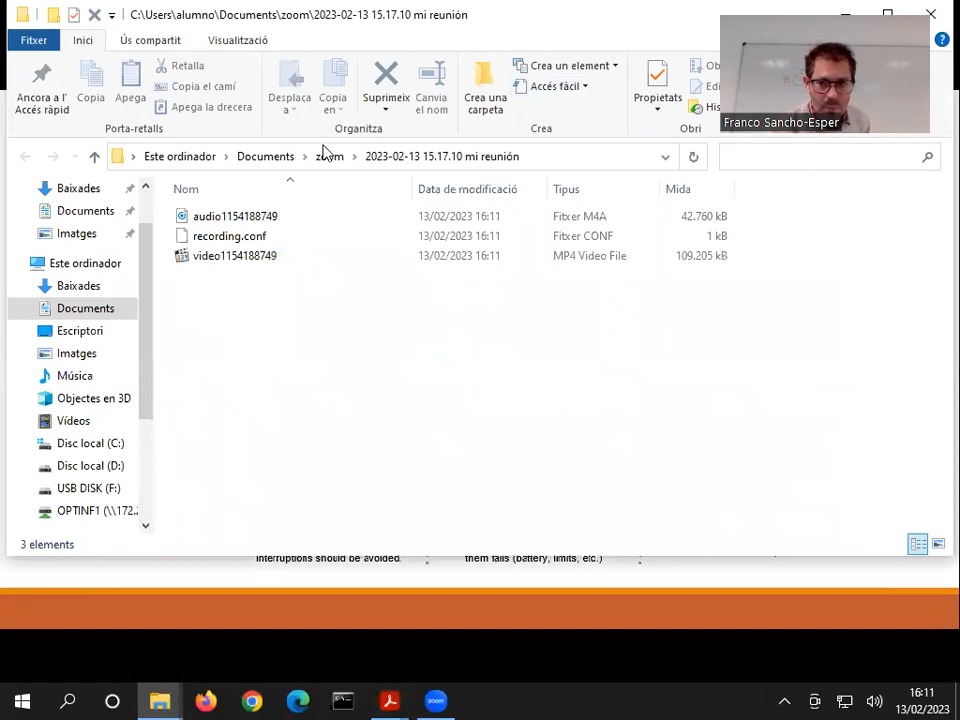 C:\Users\alumno\Documents\zoom\2023-02-13 15.17.10 mi reunión
Fitxer
Inici
Ús compartit
Visualització
Ancora a l'
Accés ràpid
Copia
Apega
Retalla
Copia el camí
Apega la drecera
Porta-retalls
Desplaça
a
Copia
en
Suprimeix
Canvia
el nom
Organitza
Crea una
carpeta
Crea un element
Accés fàcil
Crea
Propietats
Ob
Edi
His
Obri
Franco Sancho-Esper
Este ordinador
Documents
zoom
2023-02-13 15.17.10 mi reunión
Nom
Data de modificació
Tipus
Mida
audio1154188749
13/02/2023 16:11
Fitxer M4A
42.760 kB
recording.conf
13/02/2023 16:11
Fitxer CONF
1 kB
video1154188749
13/02/2023 16:11
MP4 Video File
109.205 kB
Baixades
Documents
Imatges
Este ordinador
Baixades
Documents
Escriptori
Imatges
Música
Objectes en 3D
Vídeos
Disc local (C:)
Disc local (D:)
USB DISK (F:)
OPTINF1 (\\172.2
3 elements
interruptions should be avoided.
them fails (battery, limits, etc.)
zoom
16:11
13/02/2023